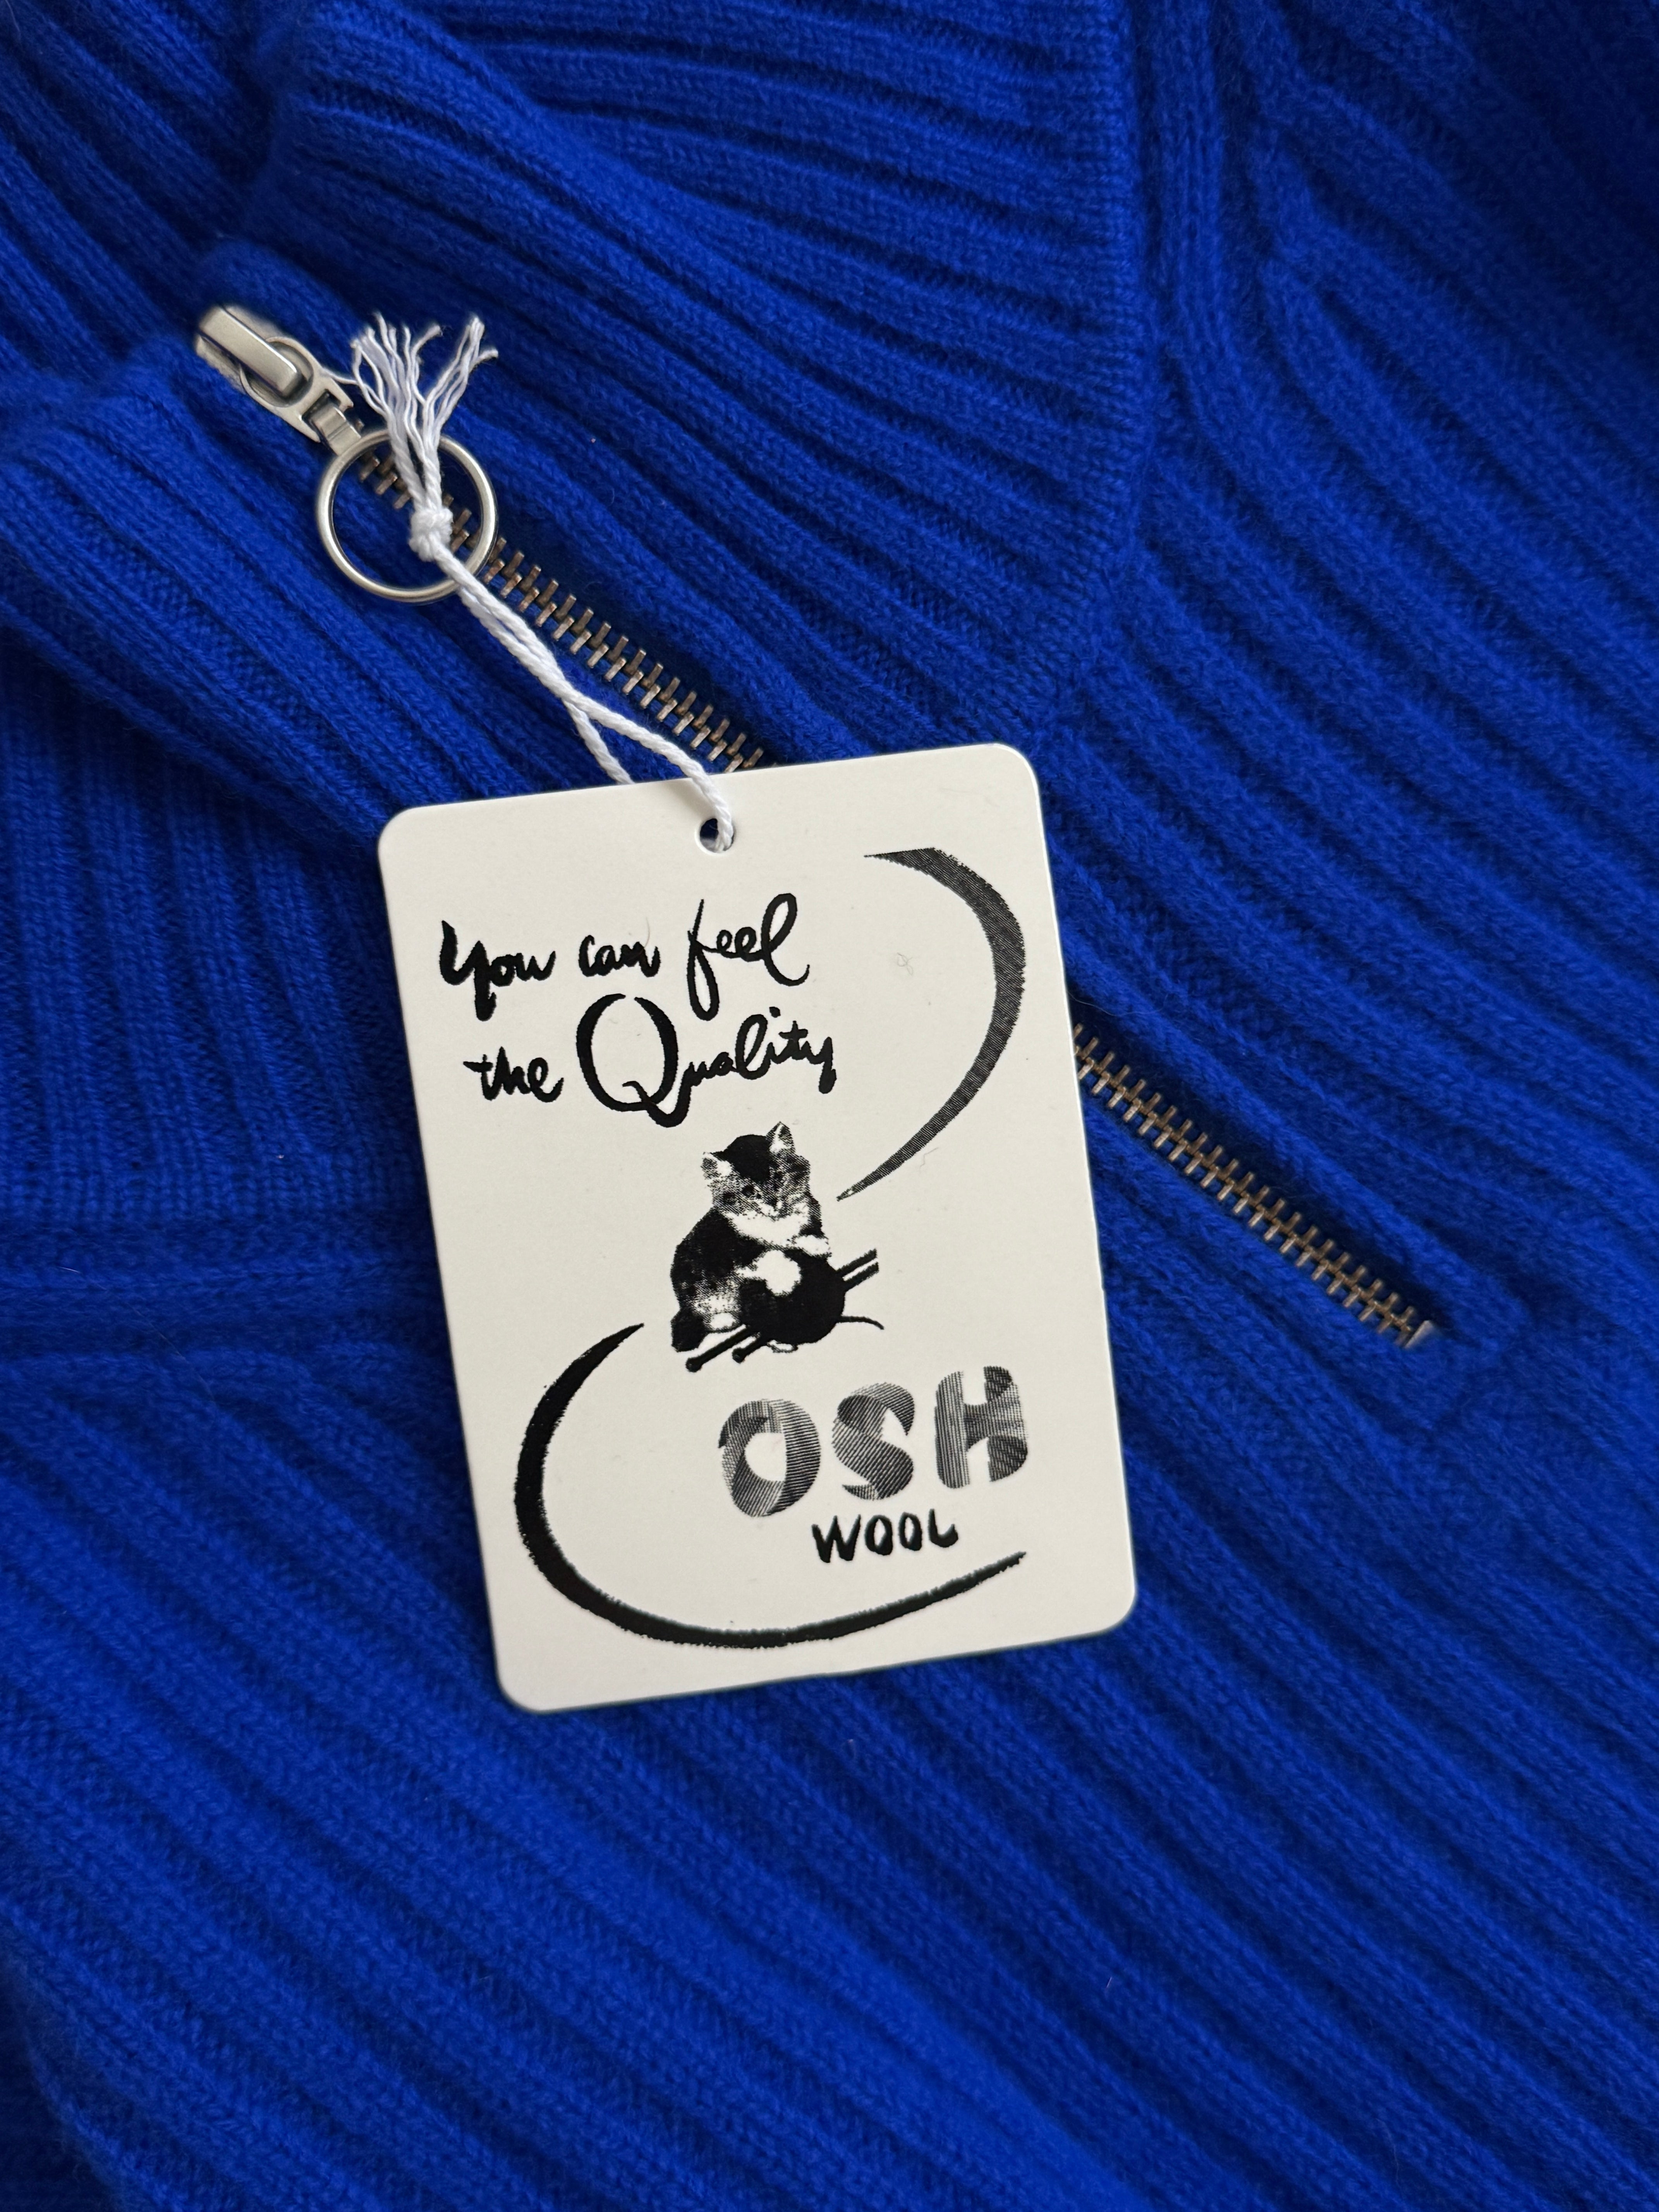 You can feel
the Quality
OSH
WOOL